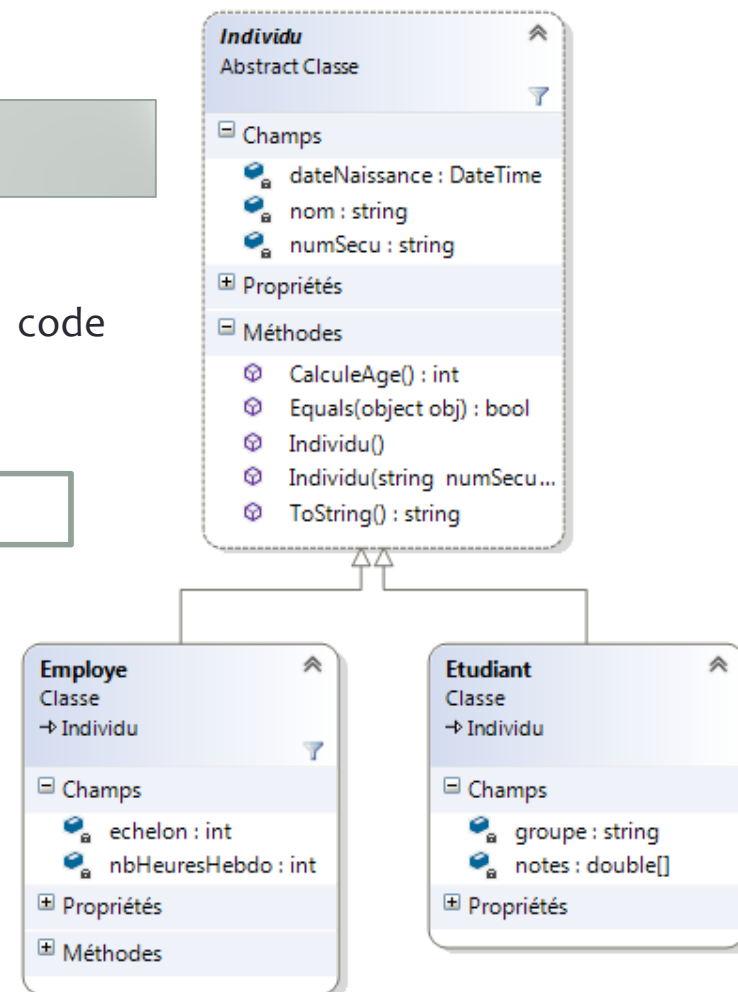 Individu
Abstract Classe
Champs
dateNaissance : DateTime
nom : string
numSecu : string
Propriétés
Méthodes
CalculeAge() : int
Equals(object obj) : bool
Individu()
Individu(string numSecu...
ToString() : string
code
Employe
Classe
Individu
Champs
echelon : int
nbHeuresHebdo : int
Propriétés
Méthodes
Etudiant
Classe
Individu
Champs
groupe : string
notes : double[]
Propriétés